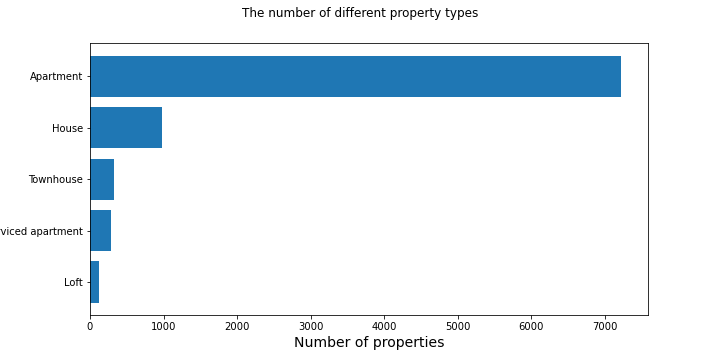 The number of different property types
Apartment
House
Townhouse
viced apartment
Loft
0 1000 2000 3000 4000 5000 6000 7000
Number of properties